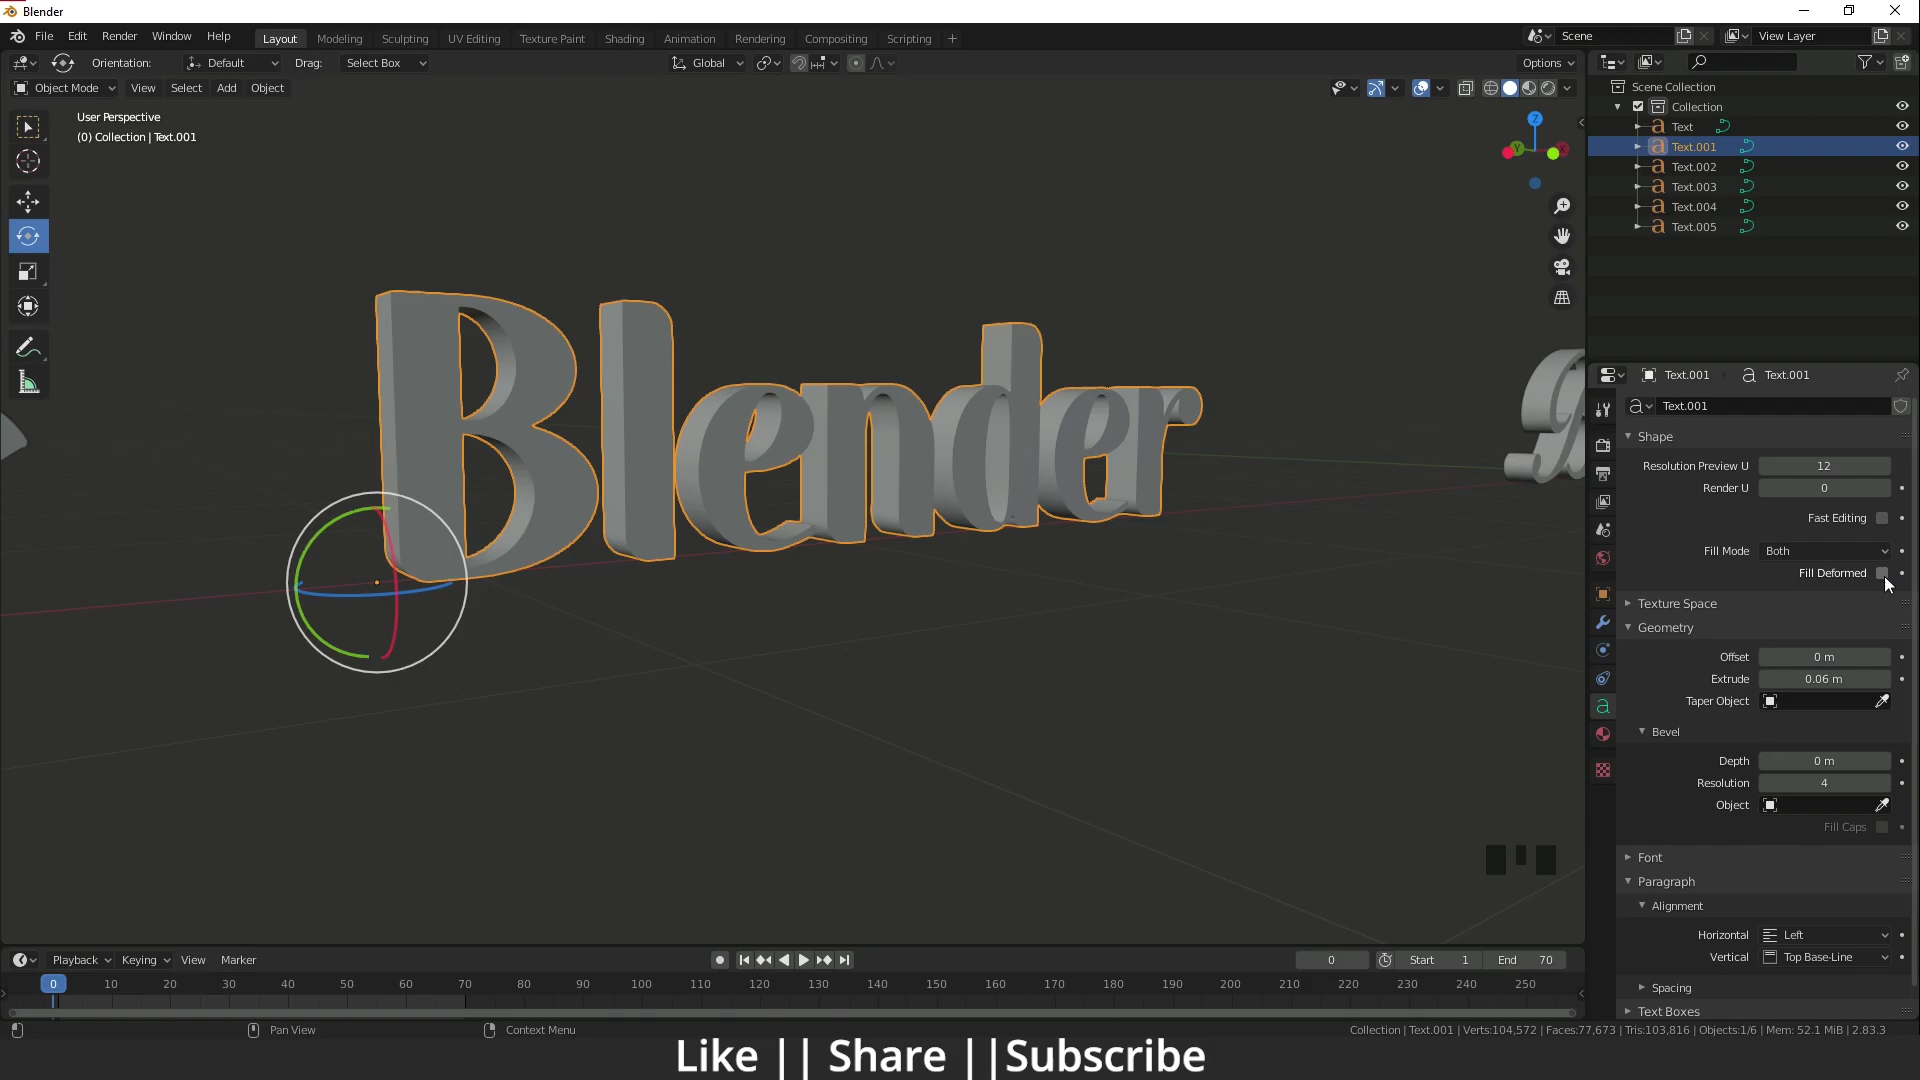 Blender
File Edit Render Window Help Layout Modeling Sculpting UV Editing Texture Paint Shading Animation Rendering Compositing Scripting + Scene View Layer
Orientation: Default Drag: Select Box Global Options
Object Mode View Select Add Object
User Perspective
(0) Collection | Text.001
Z
Y
X
Blender
Scene Collection
Collection
Text
Text.001
Text.002
Text.003
Text.004
Text.005
Text.001 Text.001
Text.001
Shape
Resolution Preview U 12
Render U 0
Fast Editing
Fill Mode Both
Fill Deformed
Texture Space
Geometry
Offset 0 m
Extrude 0.06 m
Taper Object
Bevel
Depth 0 m
Resolution 4
Object
Fill Caps
Font
Paragraph
Alignment
Horizontal Left
Vertical Top Base-Line
Spacing
Text Boxes
Playback Keying View Marker 0 Start 1 End 70
0 10 20 30 40 50 60 70 80 90 100 110 120 130 140 150 160 170 180 190 200 210 220 230 240 250
Pan View Context Menu Collection | Text.001 | Verts:104,572 | Faces:77,673 | Tris:103,816 | Objects:1/6 | Mem: 52.1 MiB | 2.83.3
Like || Share ||Subscribe